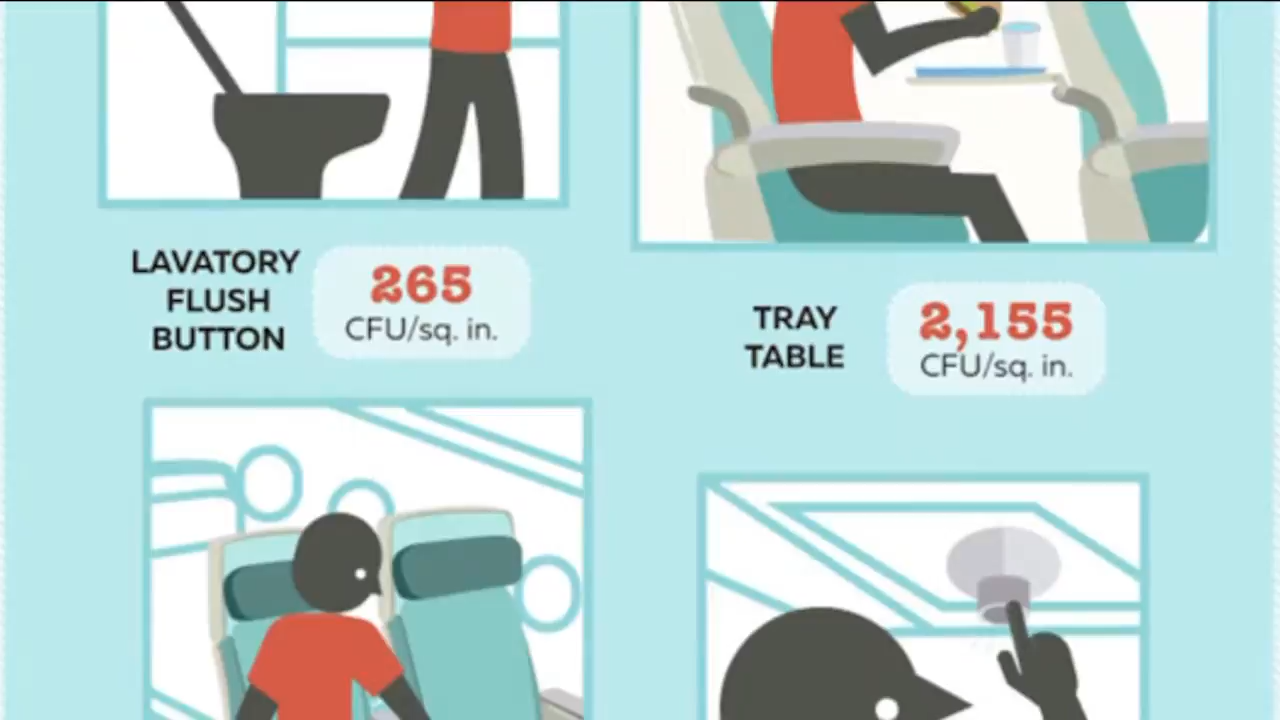 LAVATORY
FLUSH
BUTTON
265
CFU/sq. in.
TRAY
TABLE
2,155
CFU/sq. in.